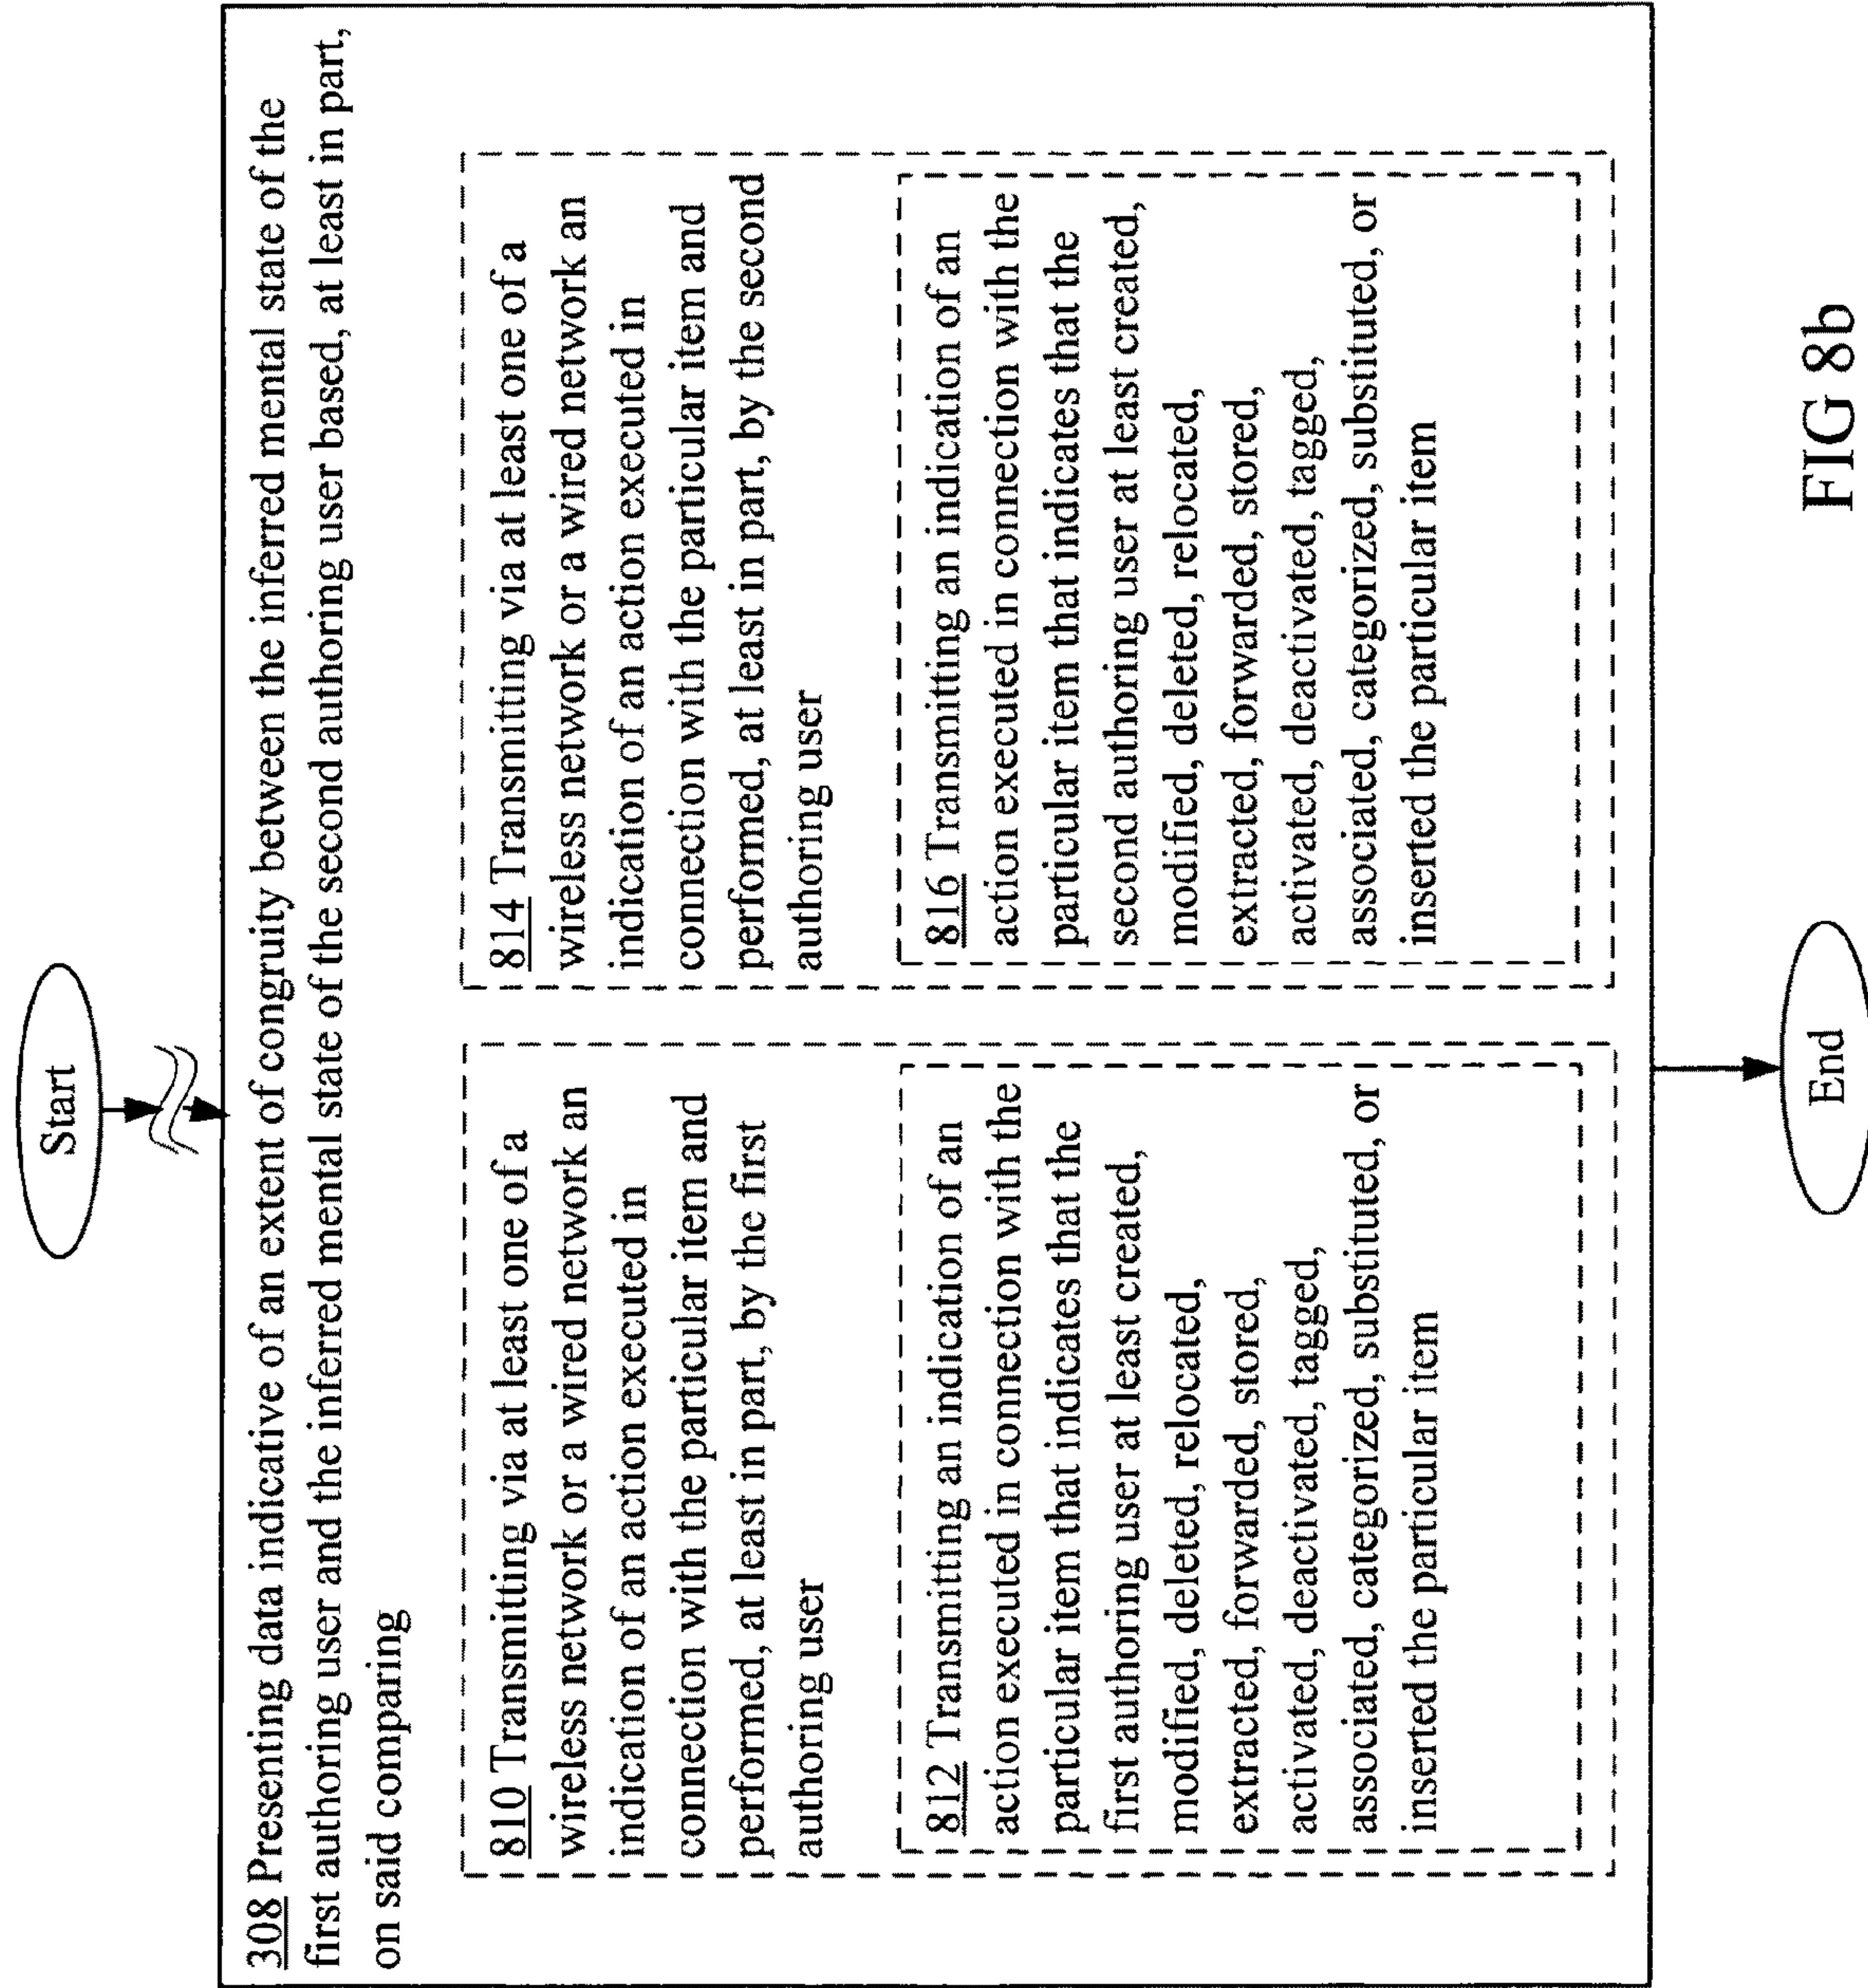 Start
308 Presenting data indicative of an extent of congruity between the inferred mental state of the
first authoring user and the inferred mental state of the second authoring user based, at least in part,
on said comparing
810 Transmitting via at least one of a
wireless network or a wired network an
indication of an action executed in
connection with the particular item and
performed, at least in part, by the first
authoring user
812 Transmitting an indication of an
action executed in connection with the
particular item that indicates that the
first authoring user at least created,
modified, deleted, relocated,
extracted, forwarded, stored,
activated, deactivated, tagged,
associated, categorized, substituted, or
inserted the particular item
814 Transmitting via at least one of a
wireless network or a wired network an
indication of an action executed in
connection with the particular item and
performed, at least in part, by the second
authoring user
816 Transmitting an indication of an
action executed in connection with the
particular item that indicates that the
second authoring user at least created,
modified, deleted, relocated,
extracted, forwarded, stored,
activated, deactivated, tagged,
associated, categorized, substituted, or
inserted the particular item
End
FIG 8b